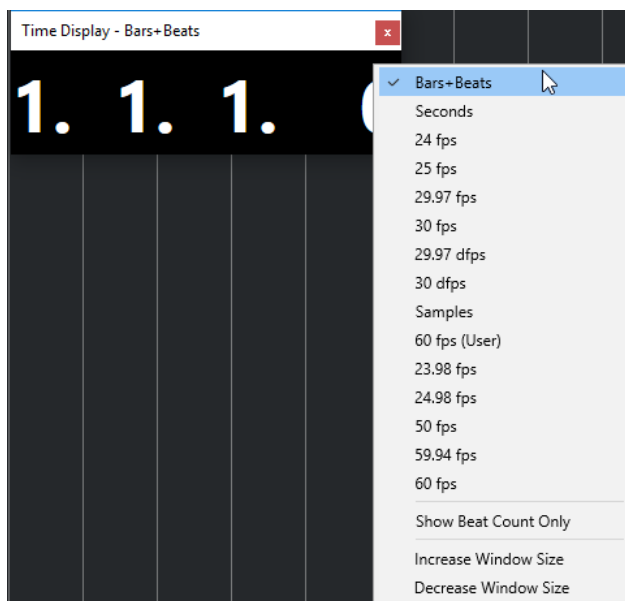 Time Display - Bars+Beats
x
1. 1. 1.
Bars+Beats
Seconds
24 fps
25 fps
29.97 fps
30 fps
29.97 dfps
30 dfps
Samples
60 fps (User)
23.98 fps
24.98 fps
50 fps
59.94 fps
60 fps
Show Beat Count Only
Increase Window Size
Decrease Window Size